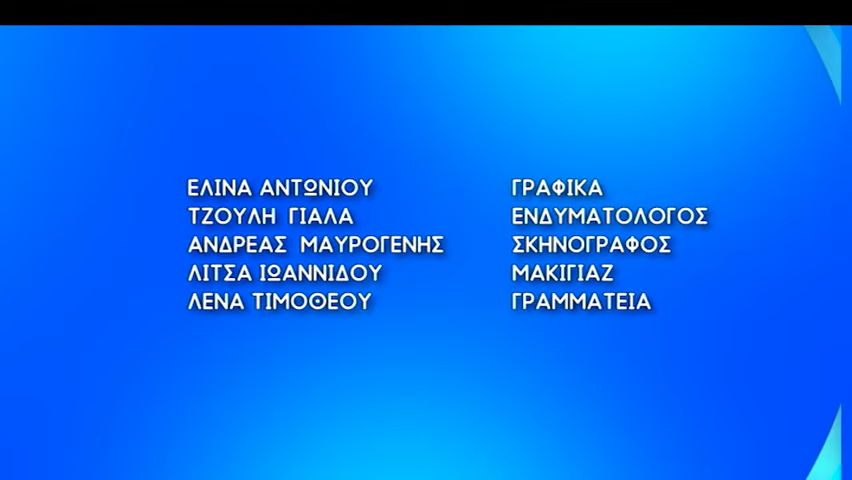 ΕΛΙΝΑ ΑΝΤΩΝΙΟΥ ΓΡΑΦΙΚΑ
ΤΖΟΥΛΗ ΓΙΑΛΑ ΕΝΔΥΜΑΤΟΛΟΓΟΣ
ΑΝΔΡΕΑΣ ΜΑΥΡΟΓΕΝΗΣ ΣΚΗΝΟΓΡΑΦΟΣ
ΛΙΤΣΑ ΙΩΑΝΝΙΔΟΥ ΜΑΚΙΓΙΑΖ
ΛΕΝΑ ΤΙΜΟΘΕΟΥ ΓΡΑΜΜΑΤΕΙΑ